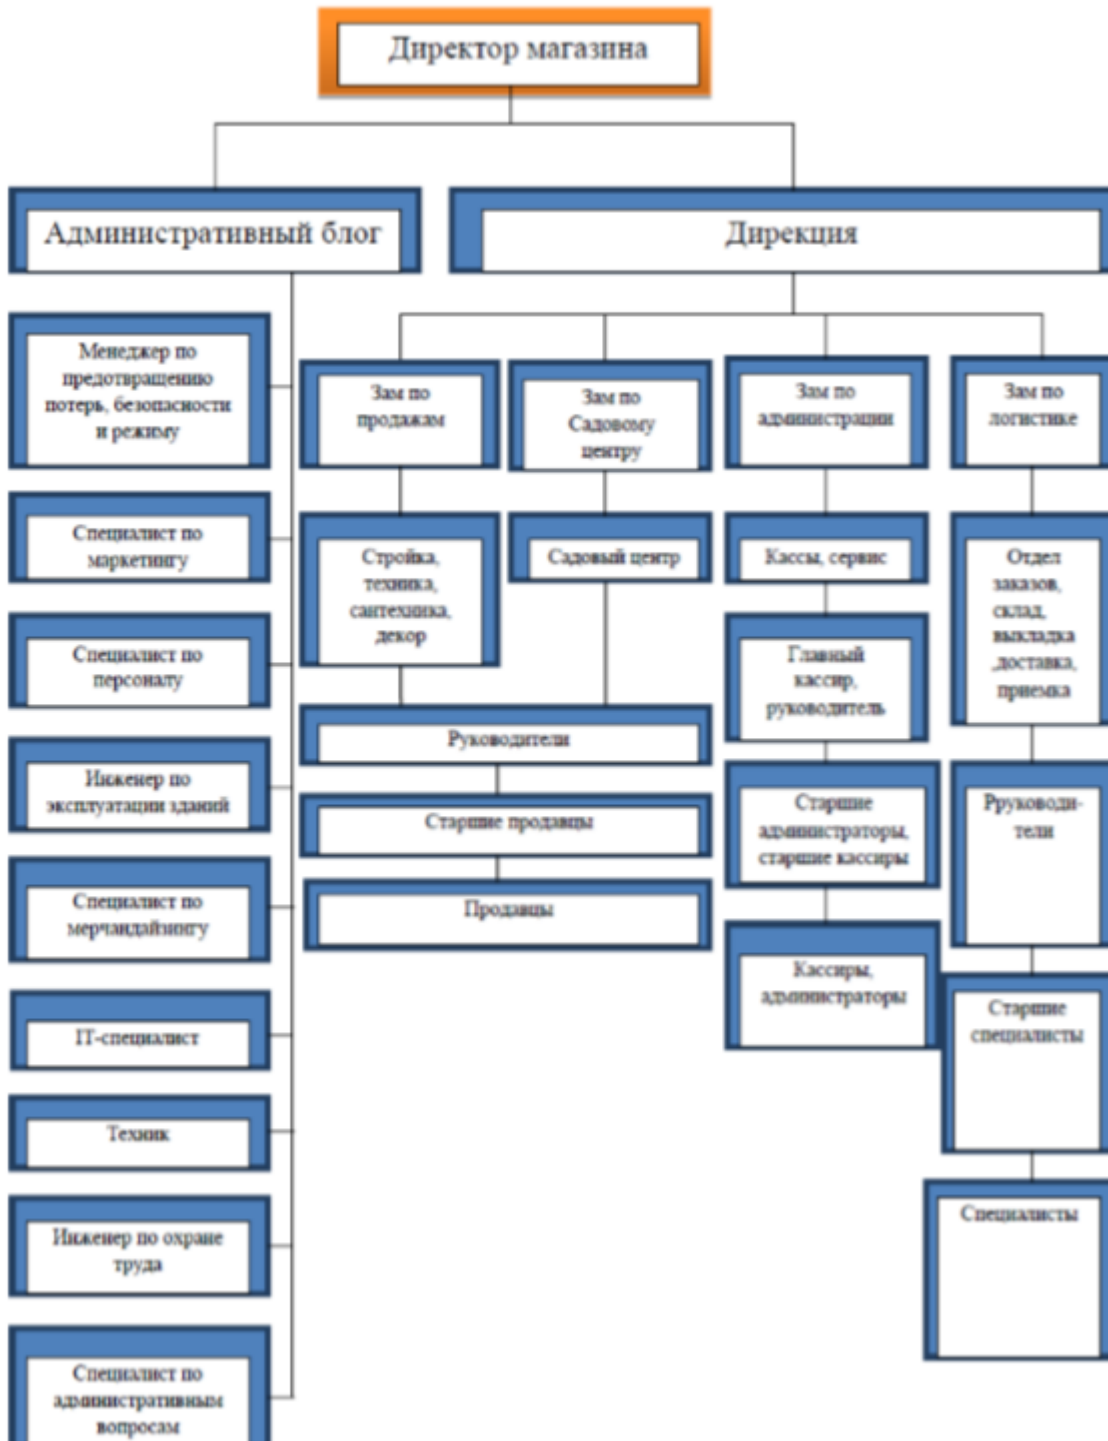 Директор магазина
Административный блог
Дирекция
Менеджер по
предотвращению
потерь, безопасности
и режиму
Специалист по
маркетингу
Специалист по
персоналу
Инженер по
эксплуатации зданий
Специалист по
мерчандайзингу
IT-специалист
Техник
Инженер по охране
труда
Специалист по
административным
вопросам
Зам по
продажам
Стройка,
техника,
сантехника,
декор
Зам по
Садовому
центру
Садовый центр
Руководители
Старшие продавцы
Продавцы
Зам по
администрации
Кассы, сервис
Главный
кассир,
руководитель
Старшие
администраторы,
старшие кассиры
Кассиры,
администраторы
Зам по
логистике
Отдел
заказов,
склад,
выкладка
,доставка,
приемка
Рруководи-
тели
Старшие
специалисты
Специалисты